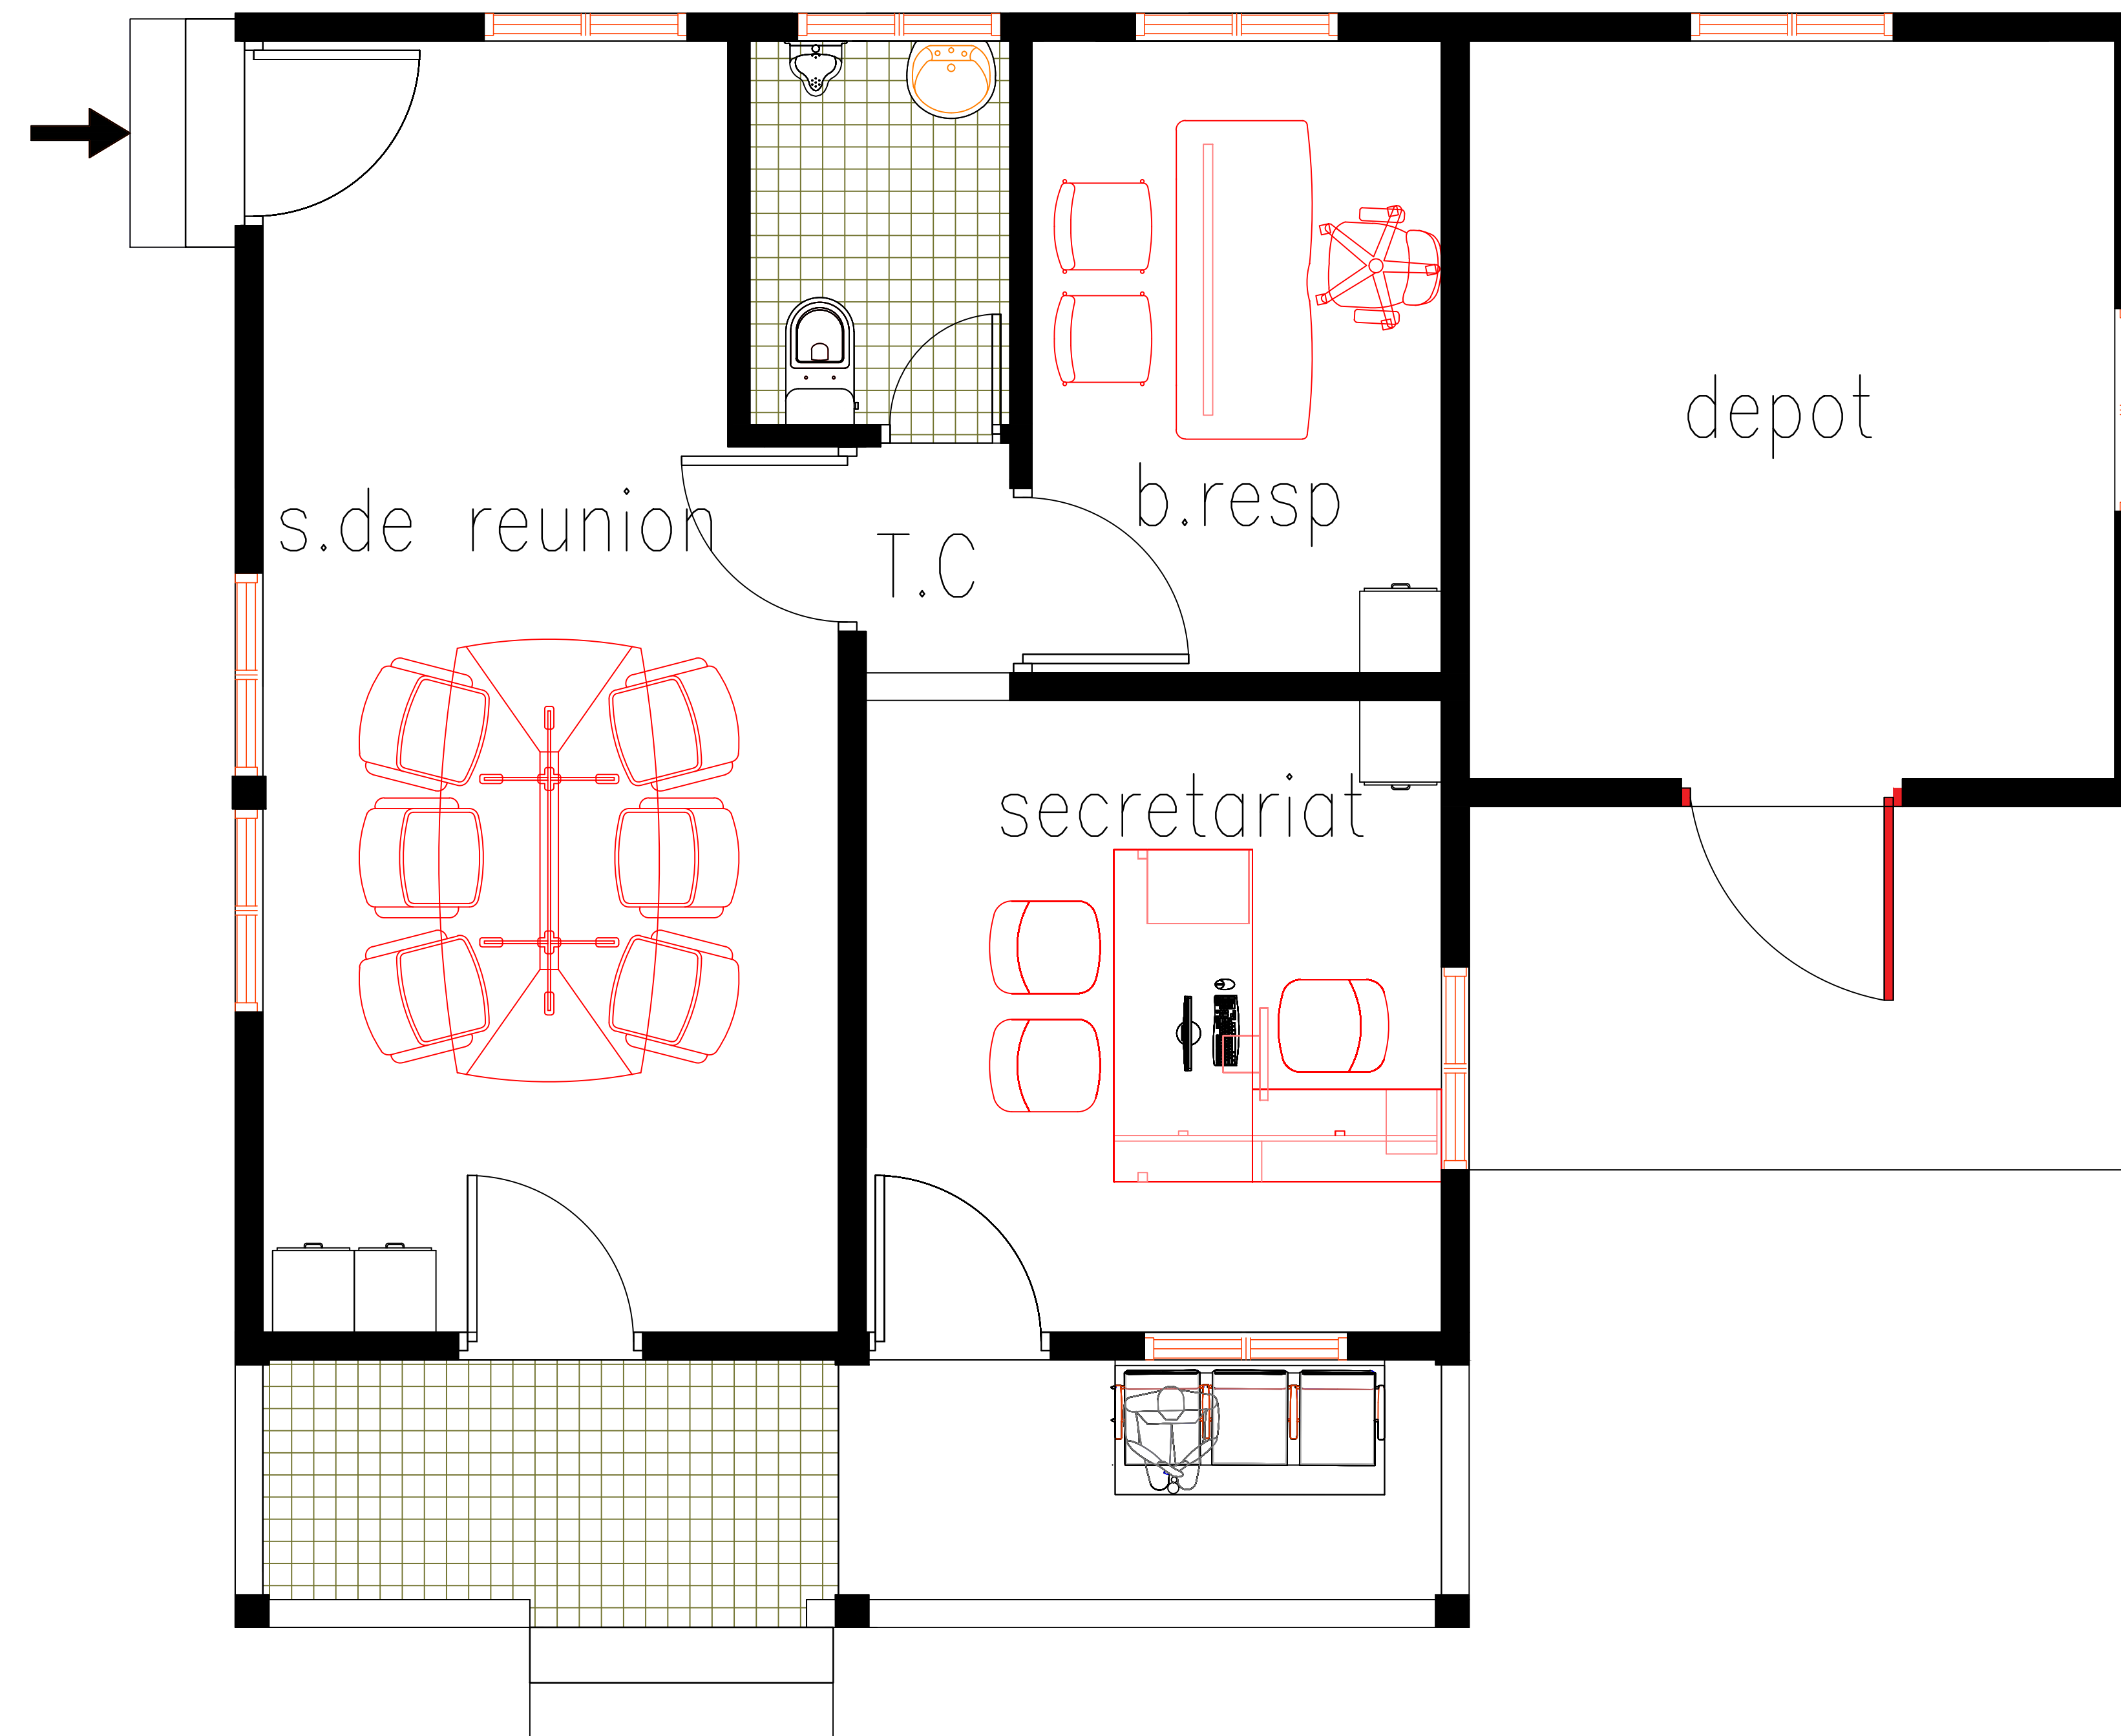 depot
s.de reunion
b.resp
T.C
secretariat